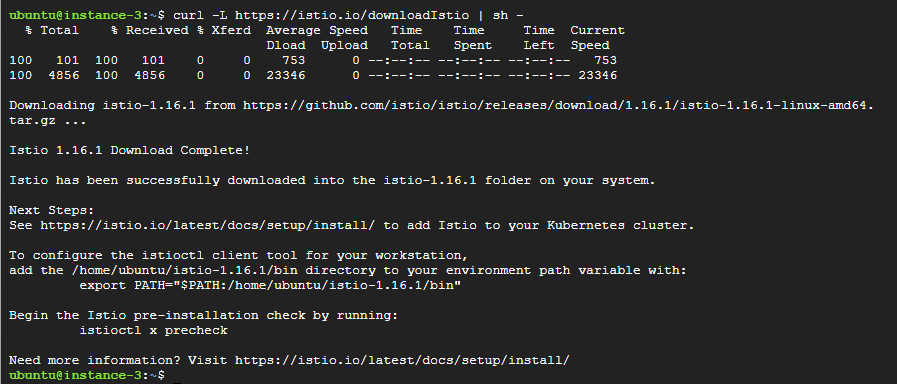 ubuntu@instance-3:~$ curl -L https://istio.io/downloadIstio | sh -
  % Total    % Received % Xferd  Average Speed   Time    Time     Time  Current
                                 Dload  Upload   Total   Spent    Left  Speed
100   101  100   101    0     0    753      0 --:--:-- --:--:-- --:--:--   753
100  4856  100  4856    0     0  23346      0 --:--:-- --:--:-- --:--:-- 23346
Downloading istio-1.16.1 from https://github.com/istio/istio/releases/download/1.16.1/istio-1.16.1-linux-amd64.
tar.gz ...
Istio 1.16.1 Download Complete!
Istio has been successfully downloaded into the istio-1.16.1 folder on your system.
Next Steps:
See https://istio.io/latest/docs/setup/install/ to add Istio to your Kubernetes cluster.
To configure the istioctl client tool for your workstation,
add the /home/ubuntu/istio-1.16.1/bin directory to your environment path variable with:
         export PATH="$PATH:/home/ubuntu/istio-1.16.1/bin"
Begin the Istio pre-installation check by running:
         istioctl x precheck
Need more information? Visit https://istio.io/latest/docs/setup/install/
ubuntu@instance-3:~$